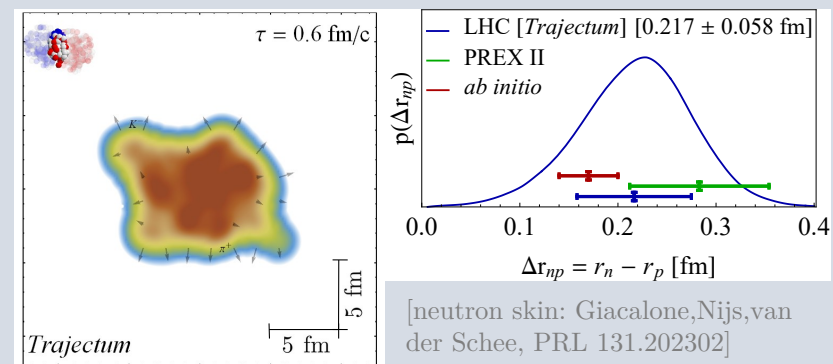 τ = 0.6 fm/c
K
π⁺
5 fm
5 fm
Trajectum
LHC [Trajectum] [0.217 ± 0.058 fm]
PREX II
ab initio
p(Δr_np)
0.0 0.1 0.2 0.3 0.4
Δr_np = r_n − r_p [fm]
[neutron skin: Giacalone,Nijs,van
der Schee, PRL 131.202302]